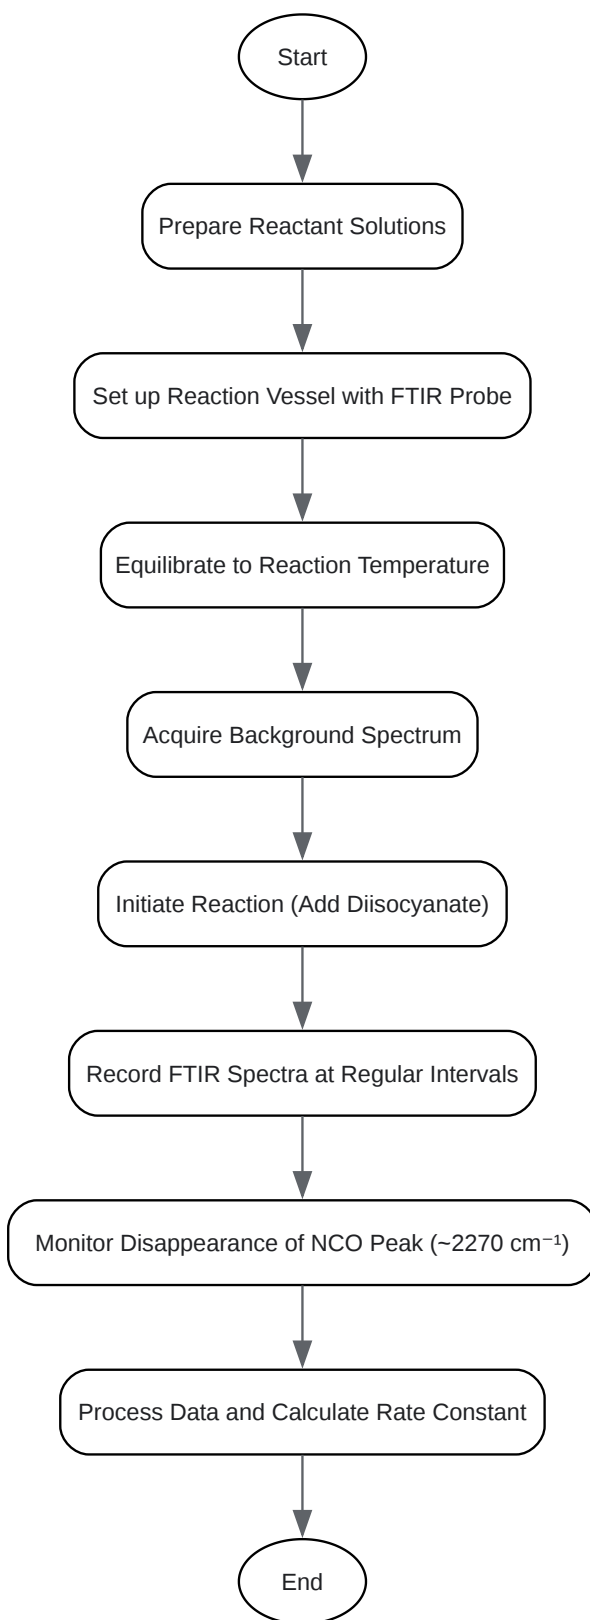 Start
Prepare Reactant Solutions
Set up Reaction Vessel with FTIR Probe
Equilibrate to Reaction Temperature
Acquire Background Spectrum
Initiate Reaction (Add Diisocyanate)
Record FTIR Spectra at Regular Intervals
Monitor Disappearance of NCO Peak (~2270 cm⁻¹)
Process Data and Calculate Rate Constant
End